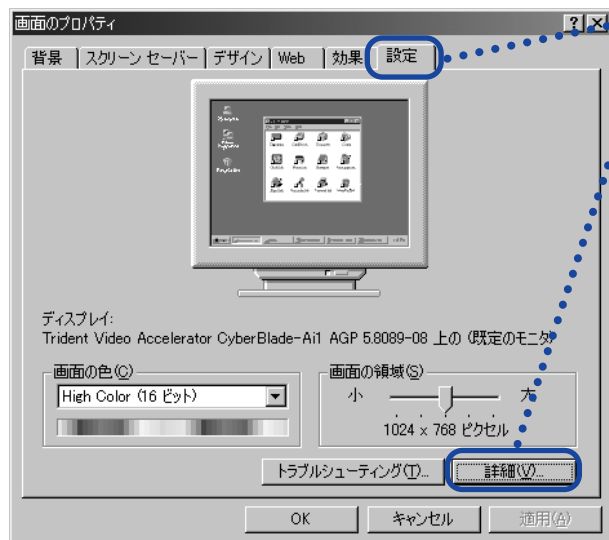 画面のプロパティ
背景 スクリーン セーバー デザイン Web 効果 設定
ディスプレイ:
Trident Video Accelerator CyberBlade-Ai1 AGP 5.8089-08 上の (既定のモニタ)
画面の色(C) 画面の領域(S)
High Color (16 ビット) 小 大
1024 x 768 ピクセル
トラブルシューティング(T)... 詳細(V)...
OK キャンセル 適用(A)